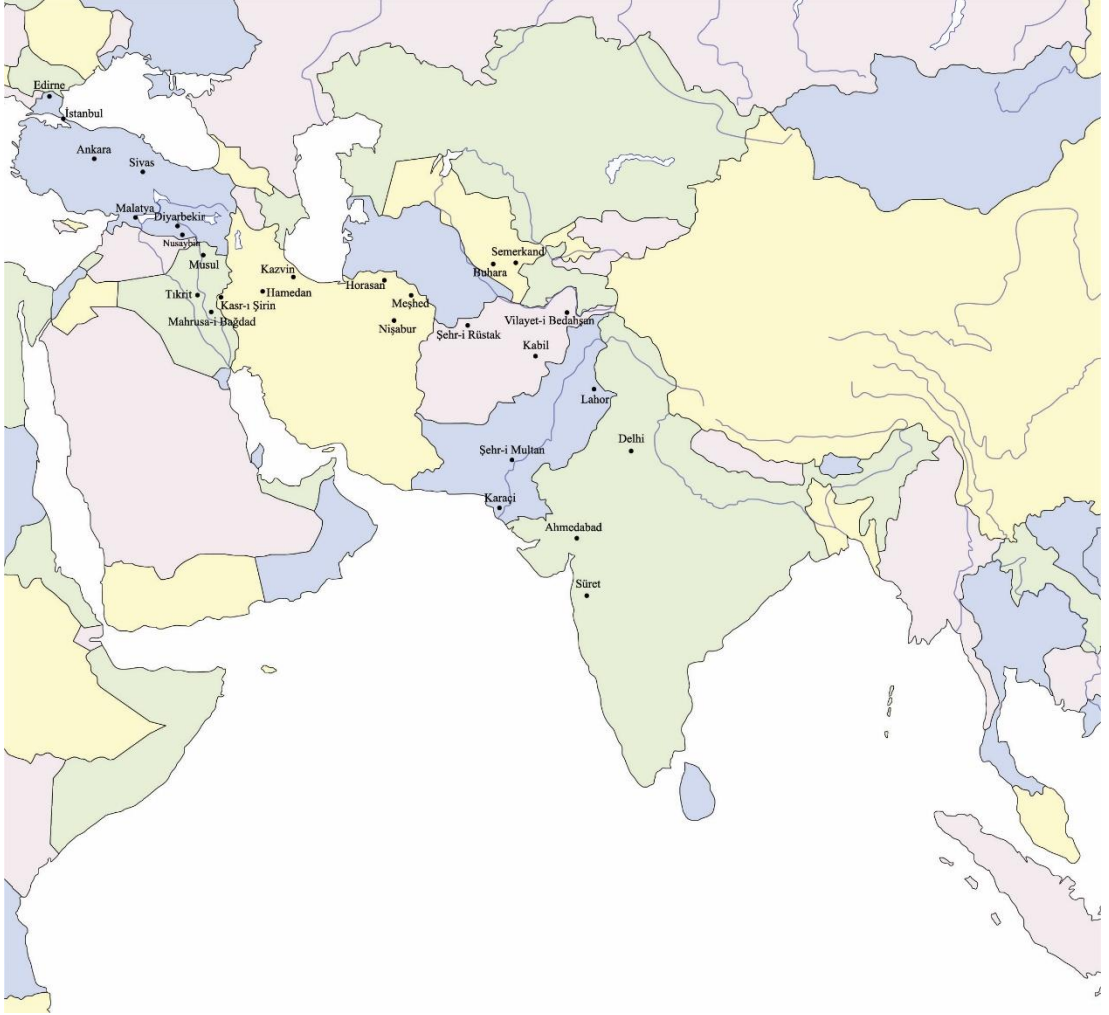 Edirne
İstanbul
Ankara
Sivas
Malatya
Diyarbekir
Nusaybin
Musul
Kazvin
Semerkand
Buhara
Horasan
Hamedan
Tıkrit
Kasr-ı Şirin
Meşhed
Mahrusa-i Bağdad
Nişabur
Vilayet-i Bedahşan
Şehr-i Rüstak
Kabil
Lahor
Delhi
Şehr-i Multan
Karaçi
Ahmedabad
Süret